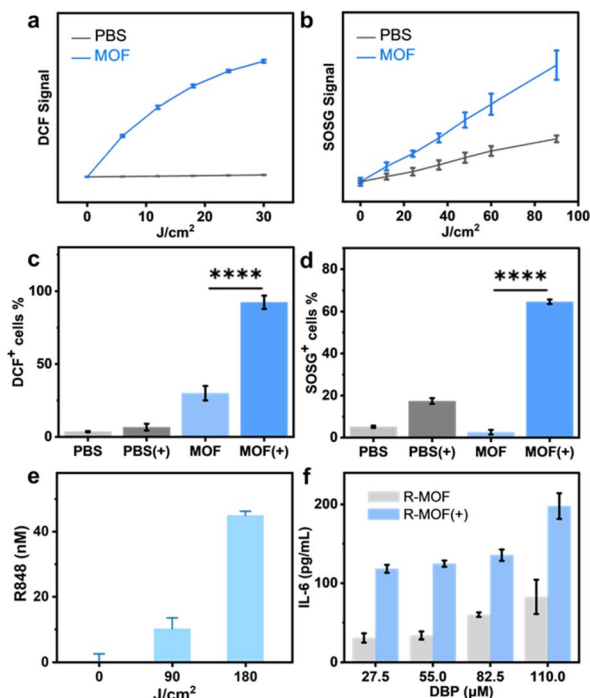 a
PBS
MOF
DCF Signal
0 10 20 30
J/cm²
b
PBS
MOF
SOSG Signal
0 20 40 60 80 100
J/cm²
c
DCF⁺ cells %
100
50
0
****
PBS PBS(+) MOF MOF(+)
d
SOSG⁺ cells %
80
60
40
20
0
****
PBS PBS(+) MOF MOF(+)
e
R848 (nM)
40
20
0
0 90 180
J/cm²
f
R-MOF
R-MOF(+)
IL-6 (pg/mL)
200
100
0
27.5 55.0 82.5 110.0
DBP (μM)